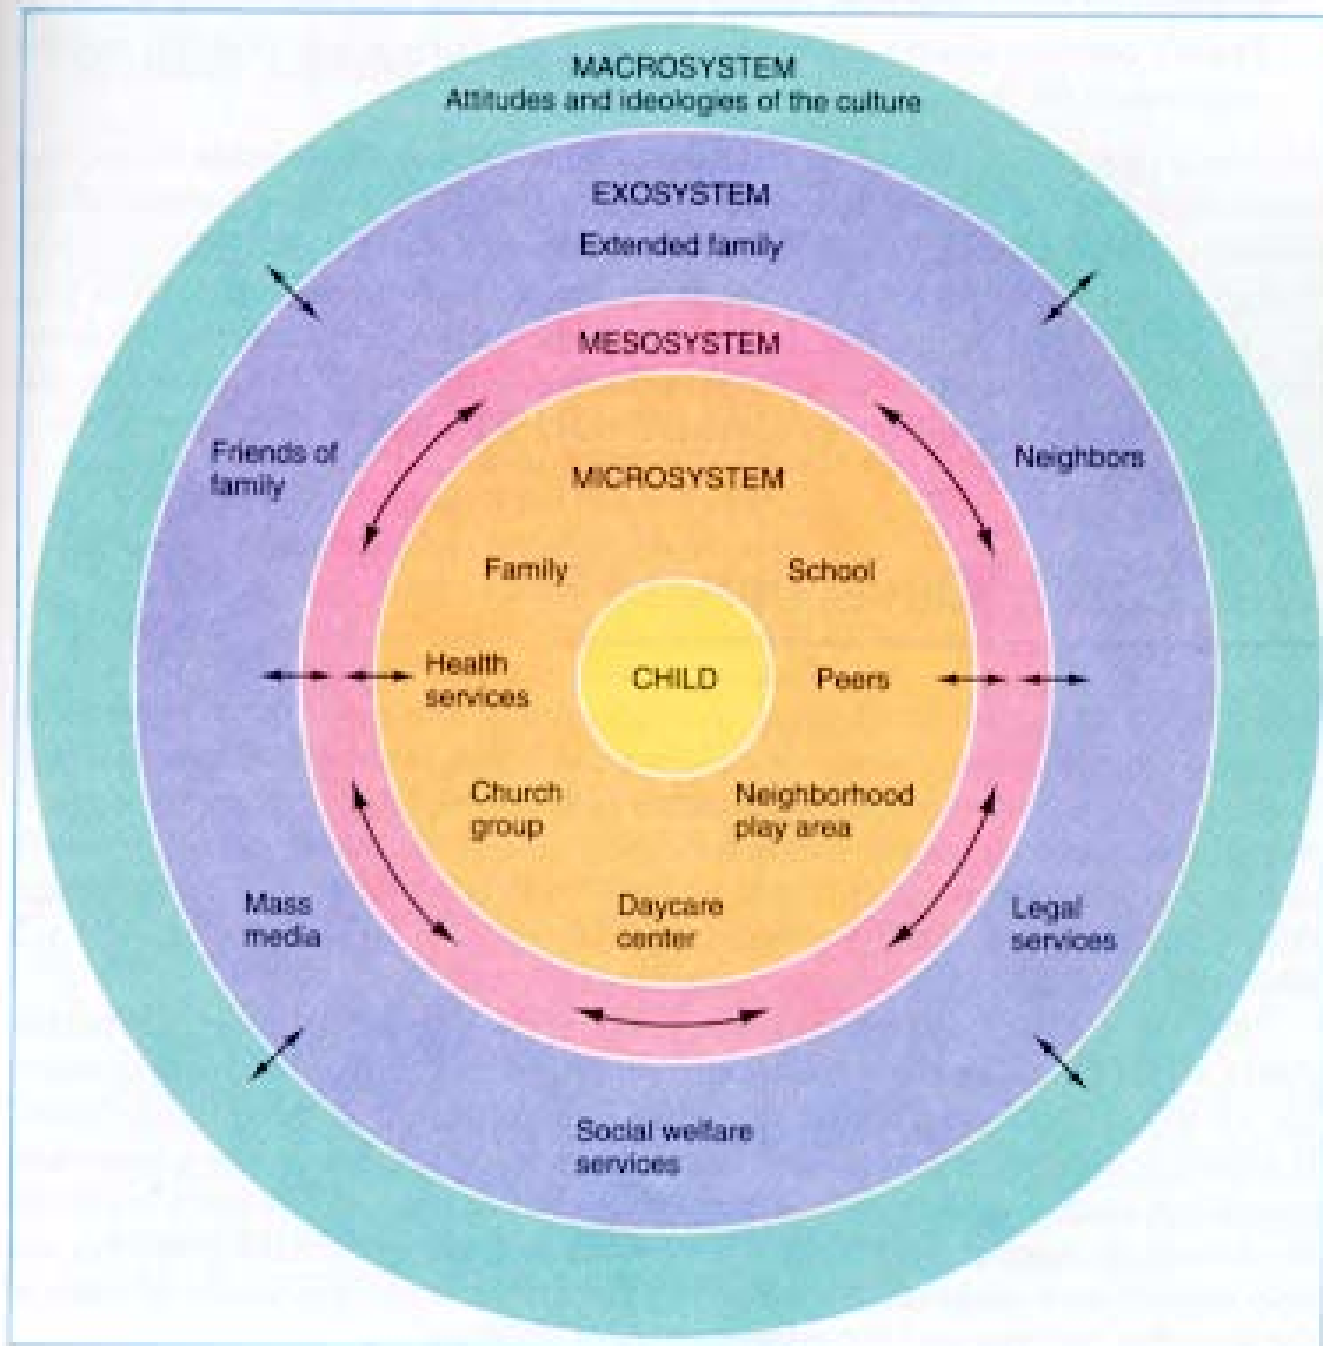 MACROSYSTEM
Attitudes and ideologies of the culture
EXOSYSTEM
Extended family
MESOSYSTEM
Friends of
family
Neighbors
MICROSYSTEM
Family
School
Health
services
CHILD
Peers
Church
group
Neighborhood
play area
Mass
media
Daycare
center
Legal
services
Social welfare
services